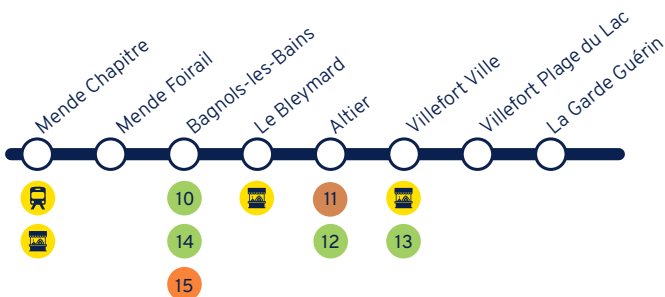 Mende Chapitre
Mende Foirail
Bagnols-les-Bains
Le Bleymard
Altier
Villefort Ville
Villefort Plage du Lac
La Garde Guérin
10
11
14
12
13
15